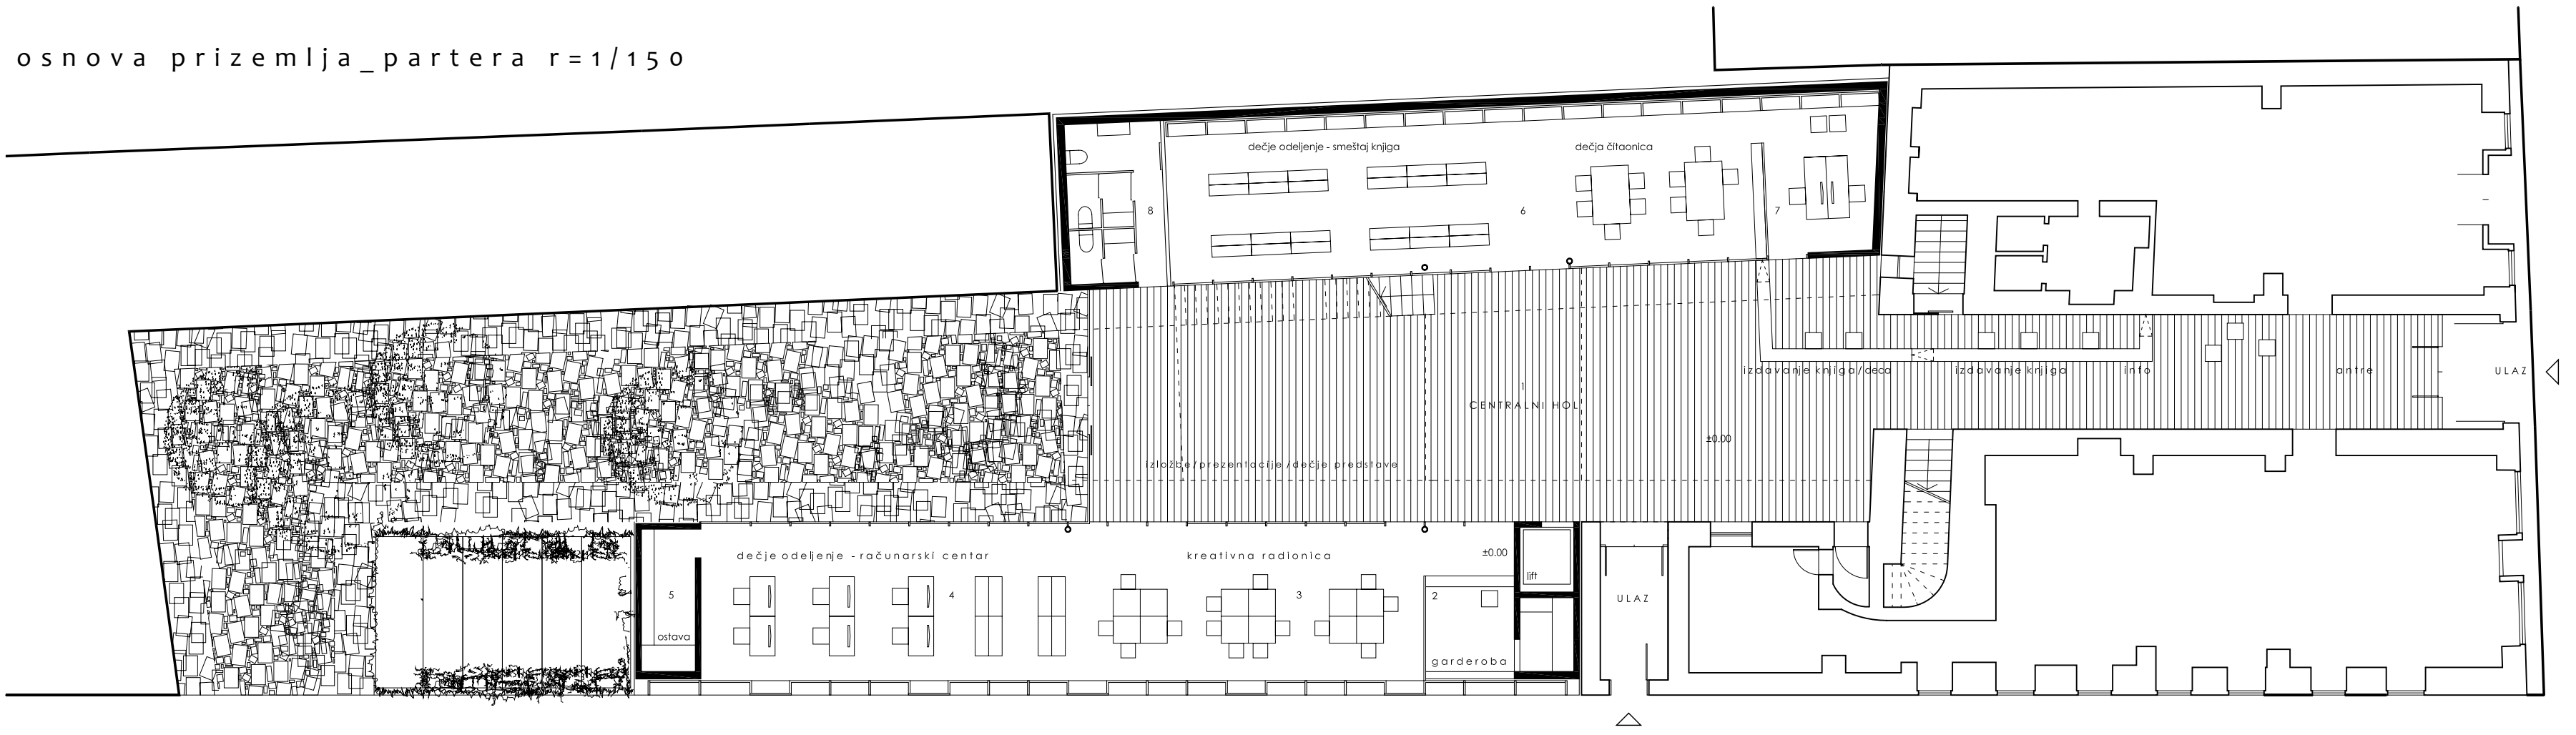 osnova prizemlja_partera r=1/150
dečje odeljenje - smeštaj knjiga
dečja čitaonica
8
6
7
izdavanje knjiga/deca
izdavanje knjiga
info
antre
ULAZ
1
CENTRALNI HOL
±0.00
izložbe/prezentacije/dečje predstave
dečje odeljenje - računarski centar
kreativna radionica
±0.00
lift
5
4
3
2
ULAZ
ostava
garderoba